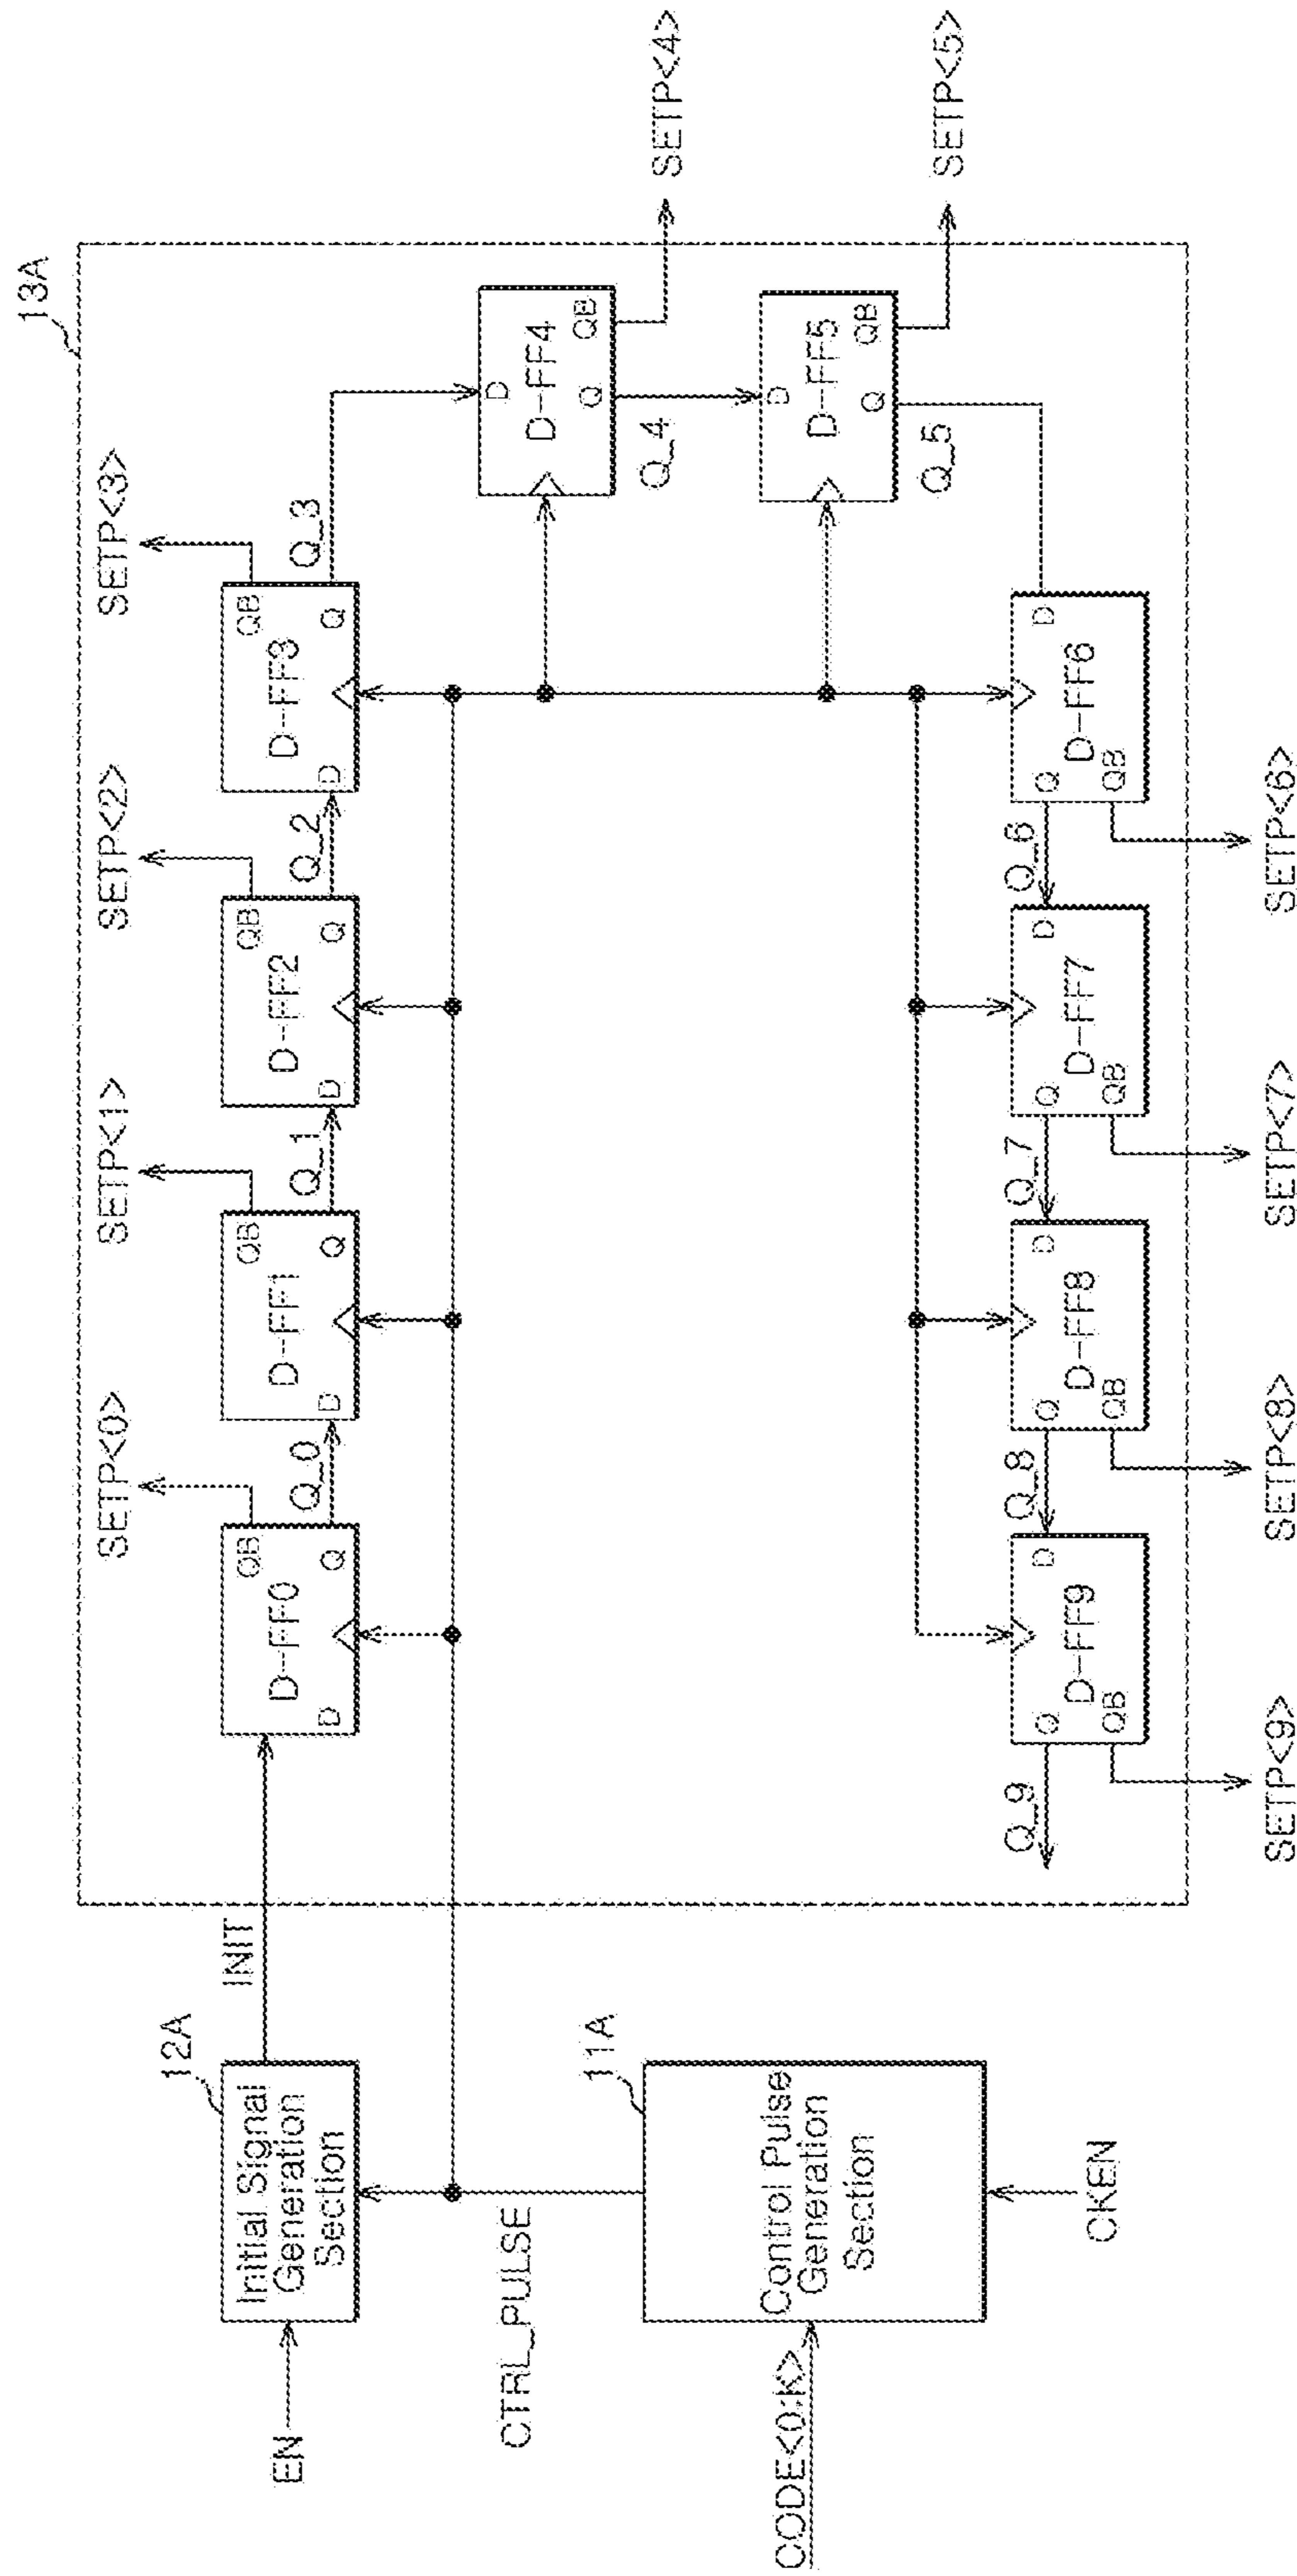 13A
SETP<0>
SETP<1>
SETP<2>
SETP<3>
12A
Initial Signal
Generation
Section
EN
INIT
QB
D-FF0
D
Q
Q_0
QB
D-FF1
D
Q
Q_1
QB
D-FF2
D
Q
Q_2
QB
D-FF3
D
Q
Q_3
CTRL_PULSE
D
D-FF4
Q
QB
Q_4
SETP<4>
11A
Control Pulse
Generation
Section
CODE<0:K>
CKEN
D
D-FF5
Q
QB
Q_5
SETP<5>
Q_9
Q
D
D-FF9
QB
Q_8
Q
D
D-FF8
QB
Q_7
Q
D
D-FF7
QB
Q_6
Q
D
D-FF6
QB
SETP<9>
SETP<8>
SETP<7>
SETP<6>